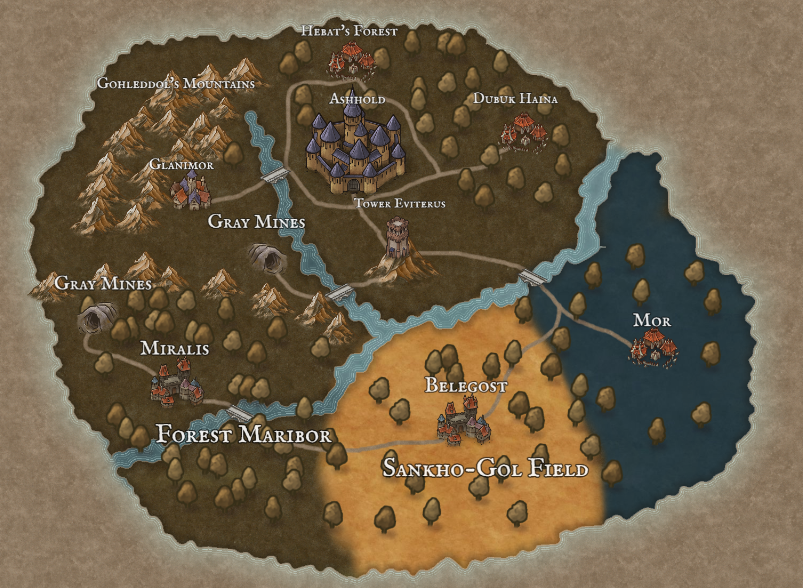 Hebat's Forest
Gohleddol's Mountains
Ashhold
Dubuk Haina
Glanimor
Tower Eviterus
Gray Mines
Gray Mines
Mor
Miralis
Belegost
Forest Maribor
Sankho-Gol Field